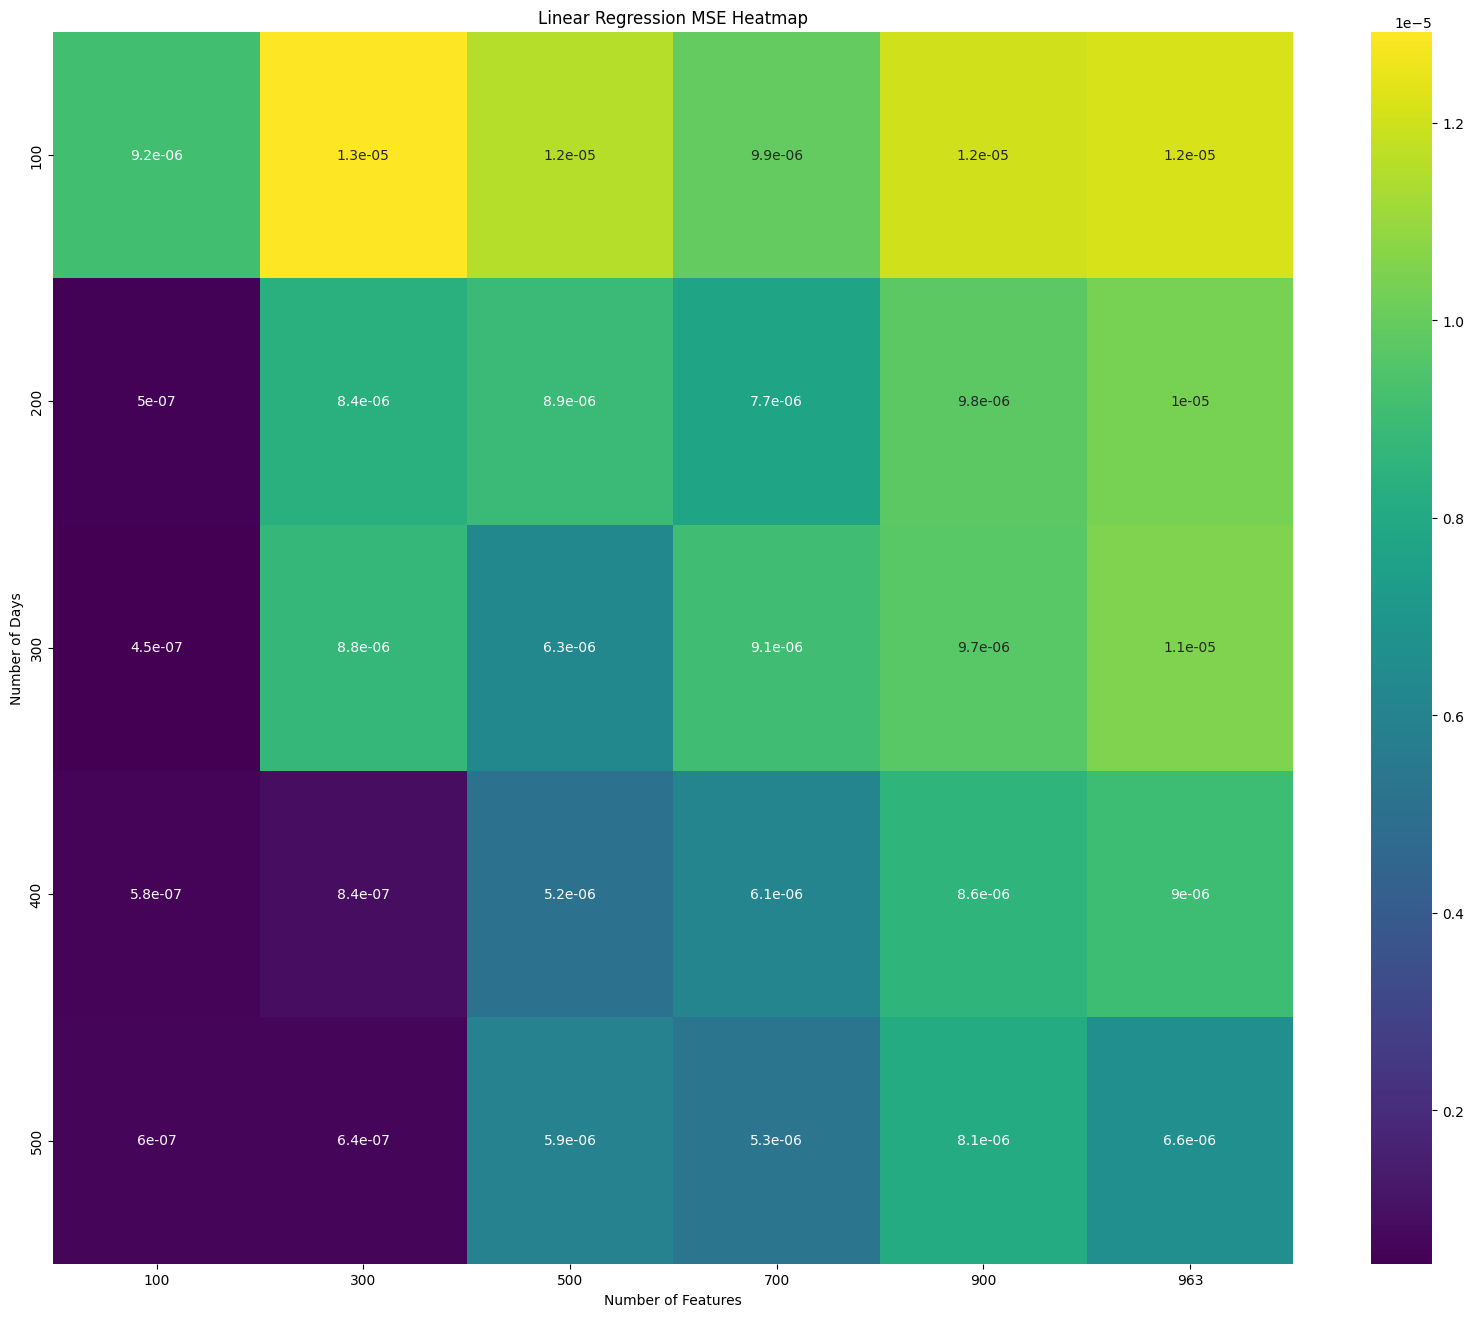 Linear Regression MSE Heatmap
1e−5
9.2e-06 1.3e-05 1.2e-05 9.9e-06 1.2e-05 1.2e-05
5e-07 8.4e-06 8.9e-06 7.7e-06 9.8e-06 1e-05
4.5e-07 8.8e-06 6.3e-06 9.1e-06 9.7e-06 1.1e-05
5.8e-07 8.4e-07 5.2e-06 6.1e-06 8.6e-06 9e-06
6e-07 6.4e-07 5.9e-06 5.3e-06 8.1e-06 6.6e-06
Number of Days
100
200
300
400
500
100 300 500 700 900 963
Number of Features
1.2
1.0
0.8
0.6
0.4
0.2